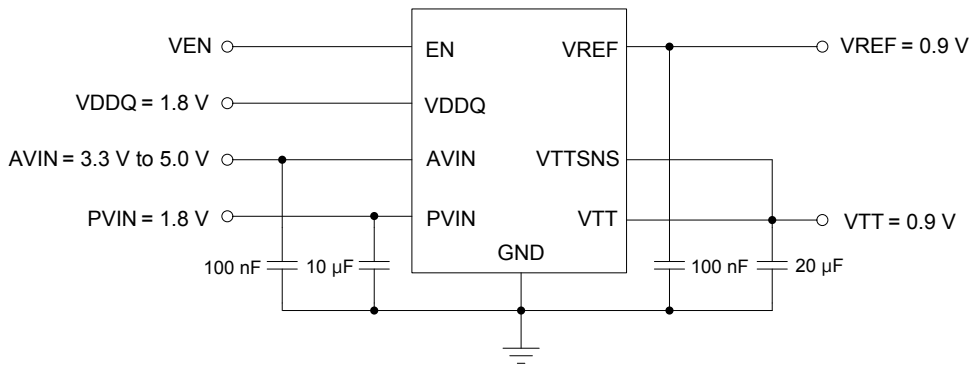 VEN
EN
VREF
VREF = 0.9 V
VDDQ = 1.8 V
VDDQ
AVIN = 3.3 V to 5.0 V
AVIN
VTTSNS
PVIN = 1.8 V
PVIN
VTT
VTT = 0.9 V
GND
100 nF
10 µF
100 nF
20 µF